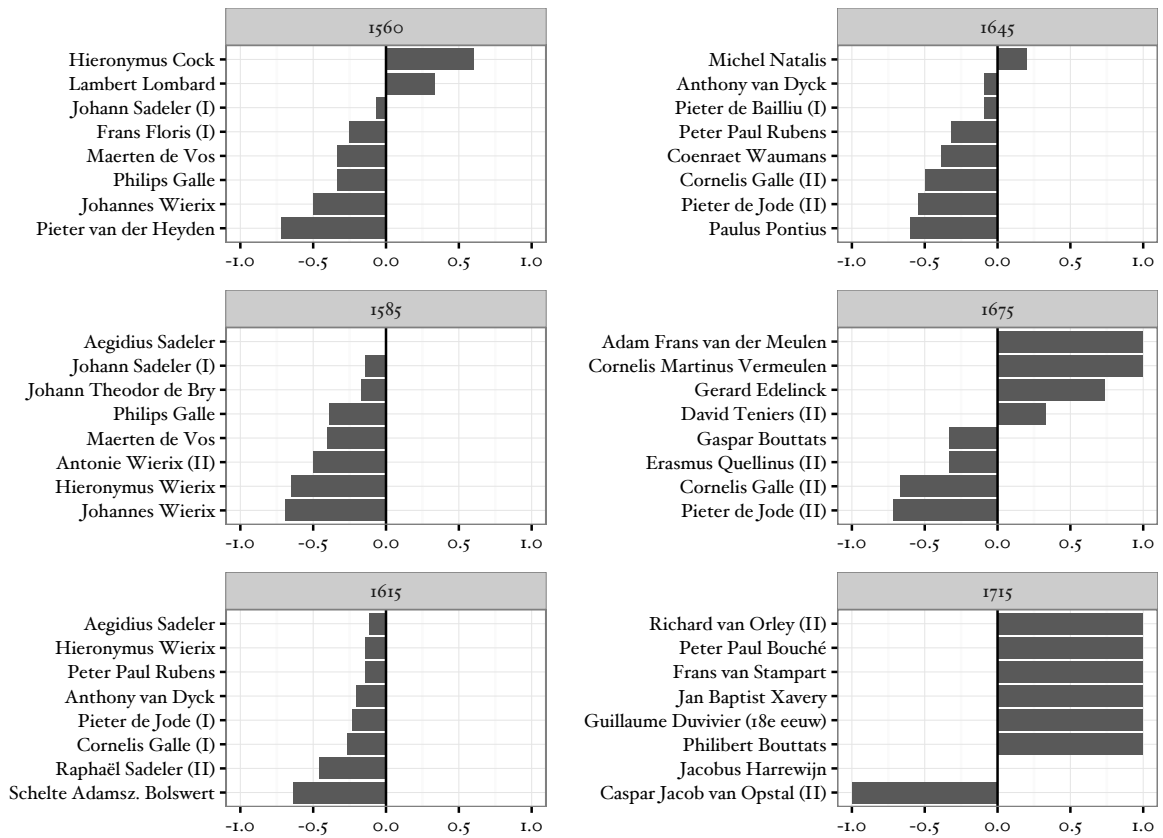 1560
Hieronymus Cock
Lambert Lombard
Johann Sadeler (I)
Frans Floris (I)
Maerten de Vos
Philips Galle
Johannes Wierix
Pieter van der Heyden
-1.0 -0.5 0.0 0.5 1.0
1585
Aegidius Sadeler
Johann Sadeler (I)
Johann Theodor de Bry
Philips Galle
Maerten de Vos
Antonie Wierix (II)
Hieronymus Wierix
Johannes Wierix
-1.0 -0.5 0.0 0.5 1.0
1615
Aegidius Sadeler
Hieronymus Wierix
Peter Paul Rubens
Anthony van Dyck
Pieter de Jode (I)
Cornelis Galle (I)
Raphaël Sadeler (II)
Schelte Adamsz. Bolswert
-1.0 -0.5 0.0 0.5 1.0
1645
Michel Natalis
Anthony van Dyck
Pieter de Bailliu (I)
Peter Paul Rubens
Coenraet Waumans
Cornelis Galle (II)
Pieter de Jode (II)
Paulus Pontius
-1.0 -0.5 0.0 0.5 1.0
1675
Adam Frans van der Meulen
Cornelis Martinus Vermeulen
Gerard Edelinck
David Teniers (II)
Gaspar Bouttats
Erasmus Quellinus (II)
Cornelis Galle (II)
Pieter de Jode (II)
-1.0 -0.5 0.0 0.5 1.0
1715
Richard van Orley (II)
Peter Paul Bouché
Frans van Stampart
Jan Baptist Xavery
Guillaume Duvivier (18e eeuw)
Philibert Bouttats
Jacobus Harrewijn
Caspar Jacob van Opstal (II)
-1.0 -0.5 0.0 0.5 1.0